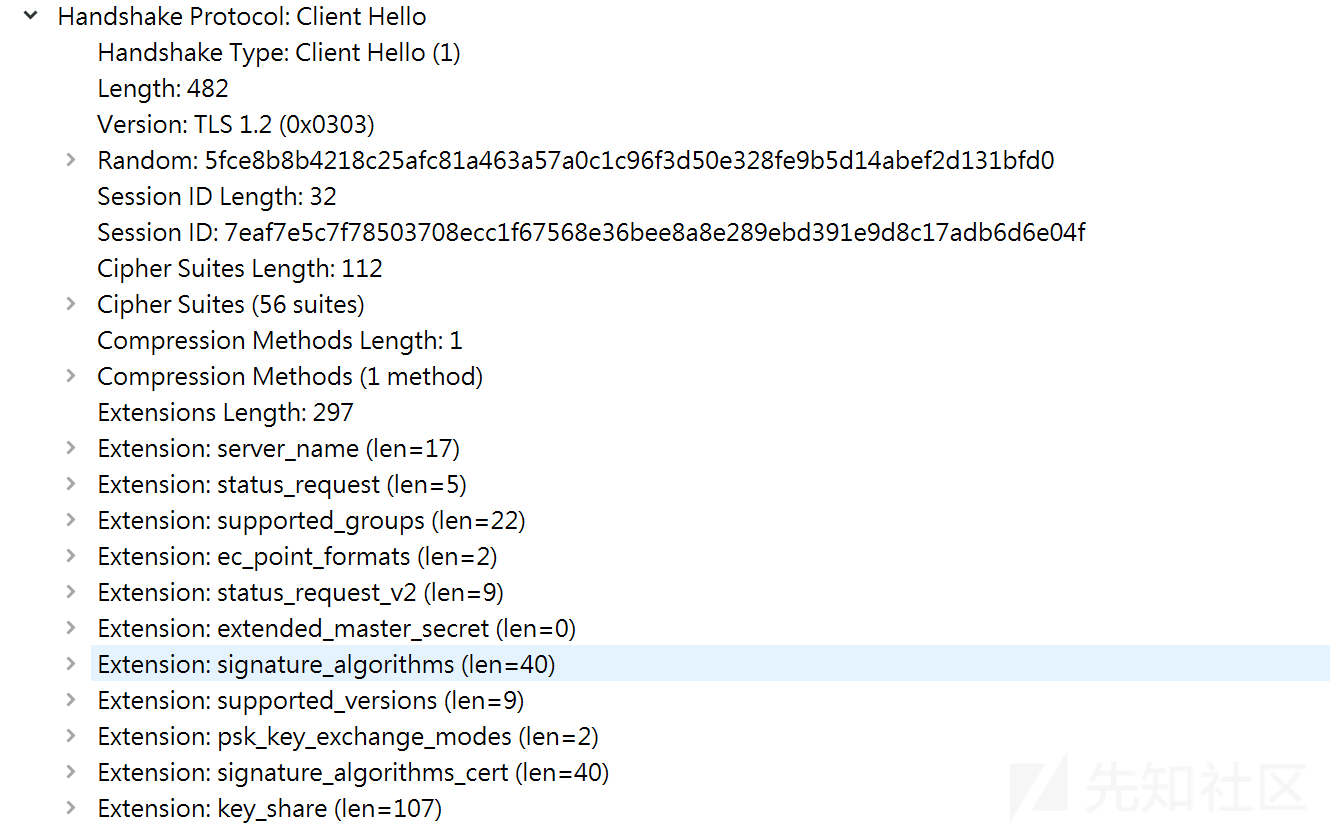 Handshake Protocol: Client Hello
Handshake Type: Client Hello (1)
Length: 482
Version: TLS 1.2 (0x0303)
Random: 5fce8b8b4218c25afc81a463a57a0c1c96f3d50e328fe9b5d14abef2d131bfd0
Session ID Length: 32
Session ID: 7eaf7e5c7f78503708ecc1f67568e36bee8a8e289ebd391e9d8c17adb6d6e04f
Cipher Suites Length: 112
Cipher Suites (56 suites)
Compression Methods Length: 1
Compression Methods (1 method)
Extensions Length: 297
Extension: server_name (len=17)
Extension: status_request (len=5)
Extension: supported_groups (len=22)
Extension: ec_point_formats (len=2)
Extension: status_request_v2 (len=9)
Extension: extended_master_secret (len=0)
Extension: signature_algorithms (len=40)
Extension: supported_versions (len=9)
Extension: psk_key_exchange_modes (len=2)
Extension: signature_algorithms_cert (len=40)
Extension: key_share (len=107)
先知社区